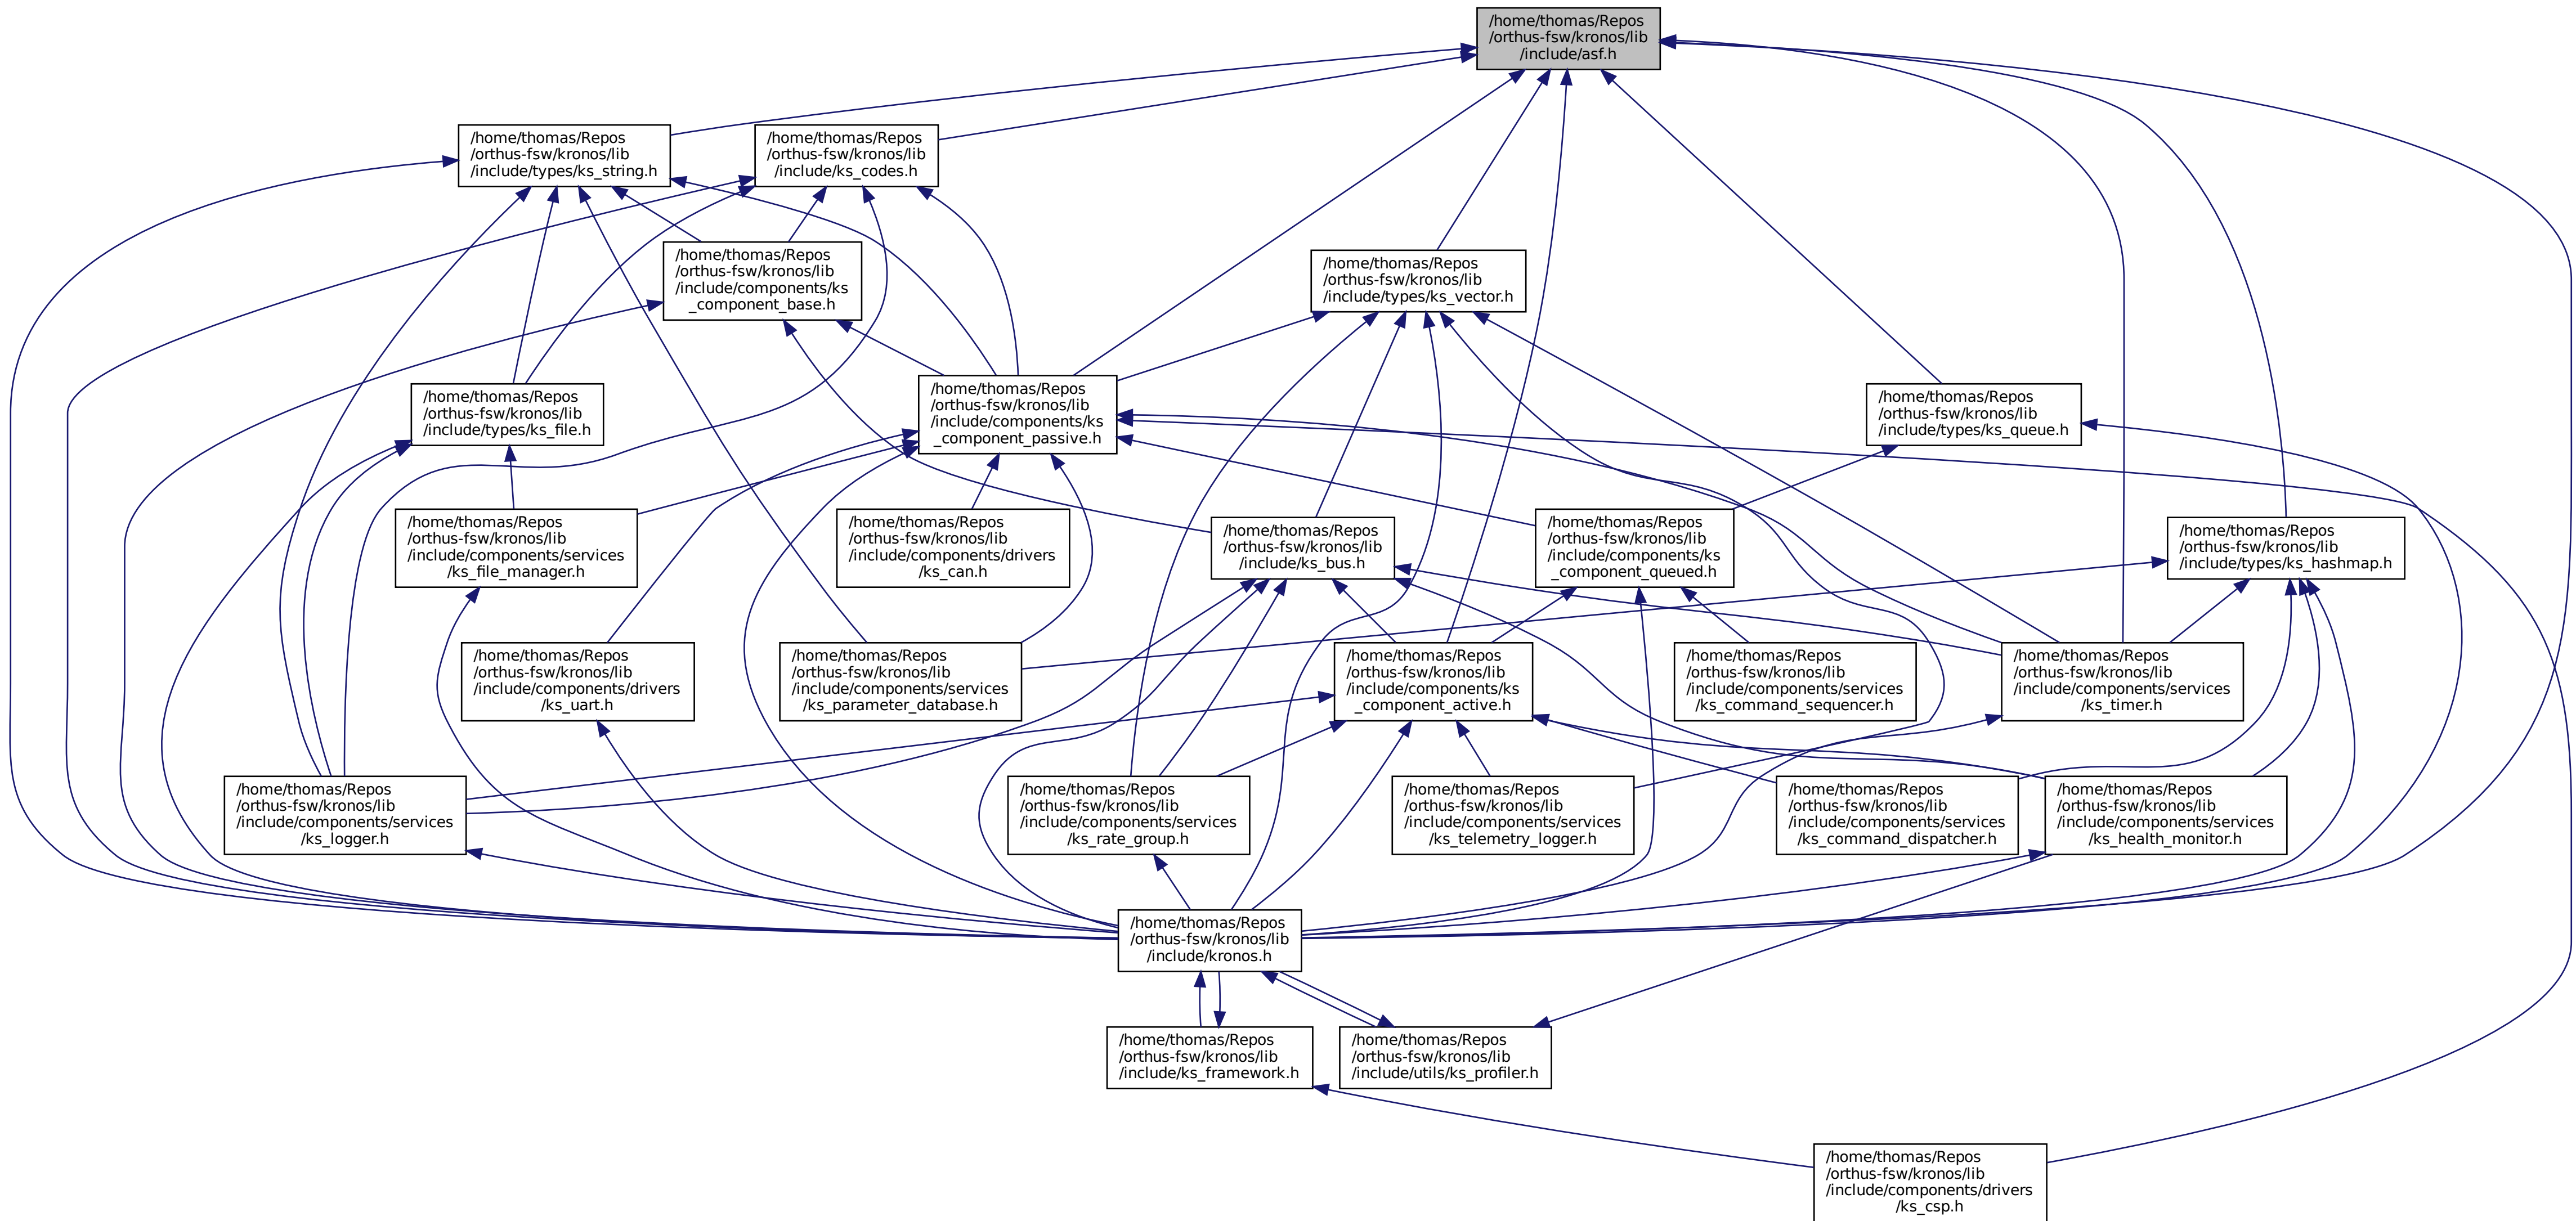 /home/thomas/Repos
/orthus-fsw/kronos/lib
/include/asf.h
/home/thomas/Repos
/orthus-fsw/kronos/lib
/include/types/ks_string.h
/home/thomas/Repos
/orthus-fsw/kronos/lib
/include/ks_codes.h
/home/thomas/Repos
/orthus-fsw/kronos/lib
/include/components/ks
_component_base.h
/home/thomas/Repos
/orthus-fsw/kronos/lib
/include/types/ks_vector.h
/home/thomas/Repos
/orthus-fsw/kronos/lib
/include/types/ks_file.h
/home/thomas/Repos
/orthus-fsw/kronos/lib
/include/components/ks
_component_passive.h
/home/thomas/Repos
/orthus-fsw/kronos/lib
/include/types/ks_queue.h
/home/thomas/Repos
/orthus-fsw/kronos/lib
/include/components/services
/ks_file_manager.h
/home/thomas/Repos
/orthus-fsw/kronos/lib
/include/components/drivers
/ks_can.h
/home/thomas/Repos
/orthus-fsw/kronos/lib
/include/ks_bus.h
/home/thomas/Repos
/orthus-fsw/kronos/lib
/include/components/ks
_component_queued.h
/home/thomas/Repos
/orthus-fsw/kronos/lib
/include/types/ks_hashmap.h
/home/thomas/Repos
/orthus-fsw/kronos/lib
/include/components/drivers
/ks_uart.h
/home/thomas/Repos
/orthus-fsw/kronos/lib
/include/components/services
/ks_parameter_database.h
/home/thomas/Repos
/orthus-fsw/kronos/lib
/include/components/ks
_component_active.h
/home/thomas/Repos
/orthus-fsw/kronos/lib
/include/components/services
/ks_command_sequencer.h
/home/thomas/Repos
/orthus-fsw/kronos/lib
/include/components/services
/ks_timer.h
/home/thomas/Repos
/orthus-fsw/kronos/lib
/include/components/services
/ks_logger.h
/home/thomas/Repos
/orthus-fsw/kronos/lib
/include/components/services
/ks_rate_group.h
/home/thomas/Repos
/orthus-fsw/kronos/lib
/include/components/services
/ks_telemetry_logger.h
/home/thomas/Repos
/orthus-fsw/kronos/lib
/include/components/services
/ks_command_dispatcher.h
/home/thomas/Repos
/orthus-fsw/kronos/lib
/include/components/services
/ks_health_monitor.h
/home/thomas/Repos
/orthus-fsw/kronos/lib
/include/kronos.h
/home/thomas/Repos
/orthus-fsw/kronos/lib
/include/ks_framework.h
/home/thomas/Repos
/orthus-fsw/kronos/lib
/include/utils/ks_profiler.h
/home/thomas/Repos
/orthus-fsw/kronos/lib
/include/components/drivers
/ks_csp.h